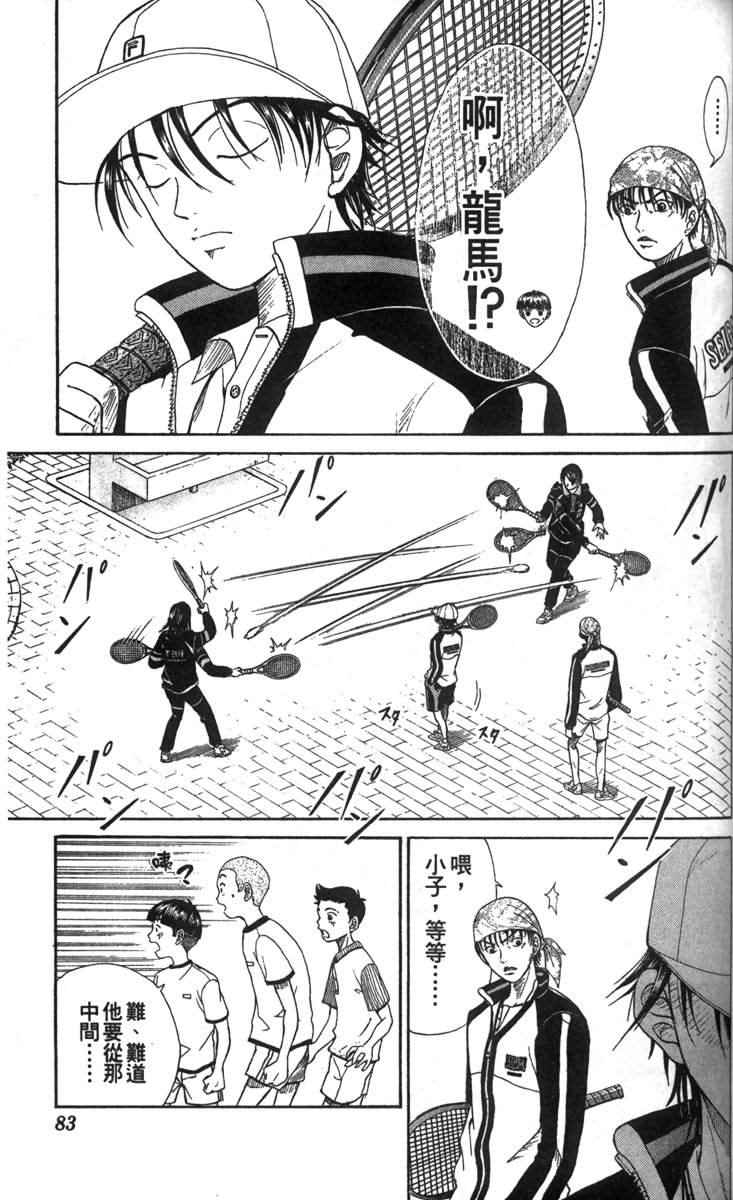 ……
啊，
龍馬!?
F
SEIG
パン
パン
パン
パン
パン
パン
パン
スタ
スタ
喂，
小子，等等……
咦？
難、難道
他要從那
中間……
83